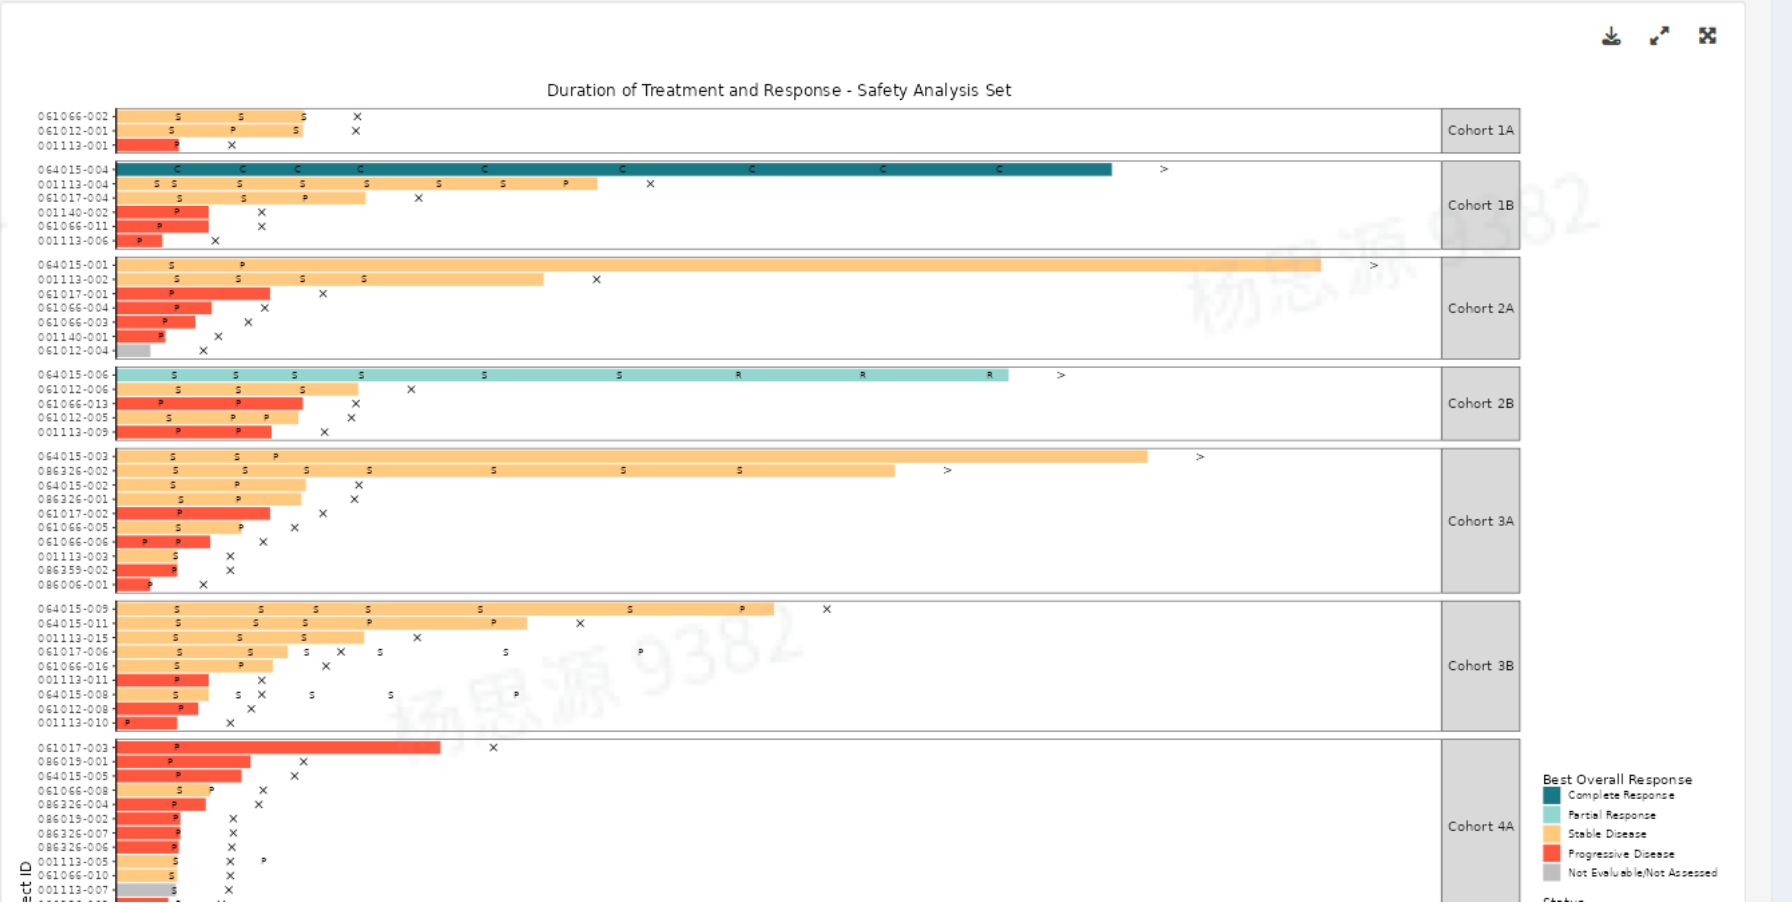 Duration of Treatment and Response - Safety Analysis Set
061066-002 S S S ×
061012-001 S P S ×
001113-001 P ×
Cohort 1A
064015-004 C C C C C C C C C >
001113-004 S S S S S S S P ×
061017-004 S S P ×
001140-002 P ×
061066-011 P ×
001113-006 P ×
Cohort 1B
064015-001 S P >
001113-002 S S S S ×
061017-001 P ×
061066-004 P ×
061066-003 P ×
001140-001 P ×
061012-004 ×
Cohort 2A
064015-006 S S S S S S R R R >
061012-006 S S S ×
061066-013 P P ×
061012-005 S P P ×
001113-009 P P ×
Cohort 2B
064015-003 S S P >
086326-002 S S S S S S S >
064015-002 S P ×
086326-001 S P ×
061017-002 P ×
061066-005 S P ×
061066-006 P P ×
001113-003 S ×
086359-002 P ×
086006-001 P ×
Cohort 3A
064015-009 S S S S S S P ×
064015-011 S S S P P ×
001113-015 S S S ×
061017-006 S S S × S S P
061066-016 S P ×
001113-011 P ×
064015-008 S S × S S P
061012-008 P ×
001113-010 P ×
Cohort 3B
061017-003 P ×
086019-001 P ×
064015-005 P ×
061066-008 S P ×
086326-004 P ×
086019-002 P ×
086326-007 P ×
086326-006 P ×
001113-005 S × P
061066-010 S ×
001113-007 S ×
Cohort 4A
ect ID
Best Overall Response
Complete Response
Partial Response
Stable Disease
Progressive Disease
Not Evaluable/Not Assessed
Status
杨思源 9382
杨思源 9382